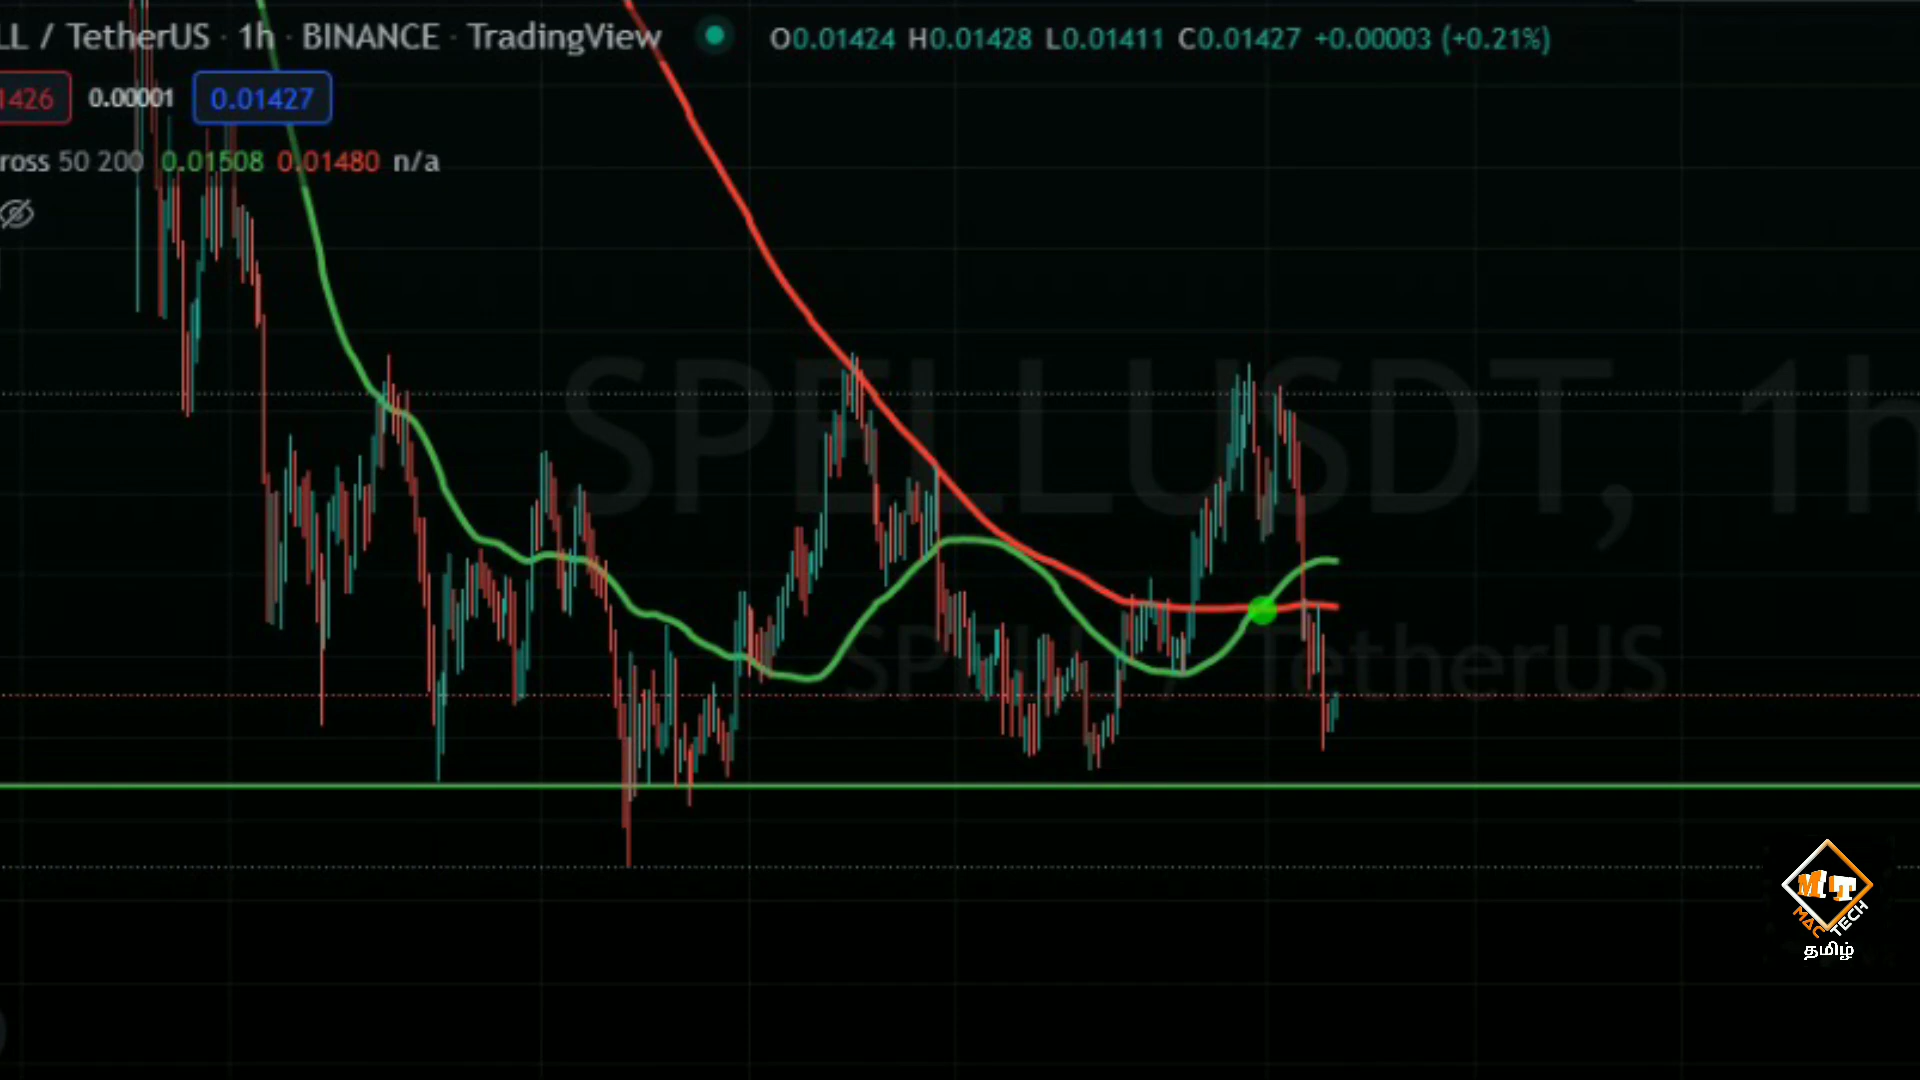 LL / TetherUS · 1h · BINANCE · TradingView O0.01424 H0.01428 L0.01411 C0.01427 +0.00003 (+0.21%)
1426 0.00001 0.01427
ross 50 200 0.01508 0.01480 n/a
SPELLUSDT, 1h
SPELL / TetherUS
MT
MAC TECH
தமிழ்